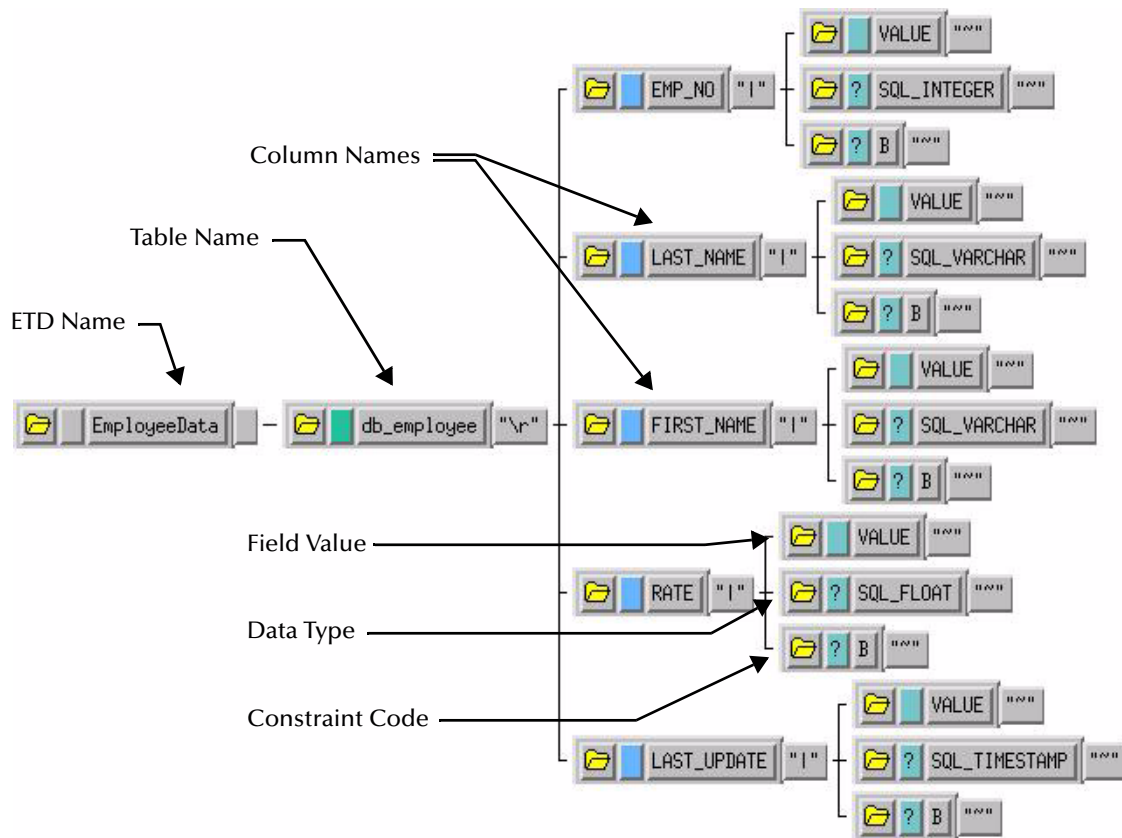 VALUE "~"
EMP_NO "|" ? SQL_INTEGER "~"
? B "~"
Column Names
VALUE "~"
Table Name
LAST_NAME "|" ? SQL_VARCHAR "~"
? B "~"
ETD Name
VALUE "~"
EmployeeData db_employee "\r" FIRST_NAME "|" ? SQL_VARCHAR "~"
? B "~"
Field Value
VALUE "~"
RATE "|" ? SQL_FLOAT "~"
Data Type
? B "~"
Constraint Code
VALUE "~"
LAST_UPDATE "|" ? SQL_TIMESTAMP "~"
? B "~"